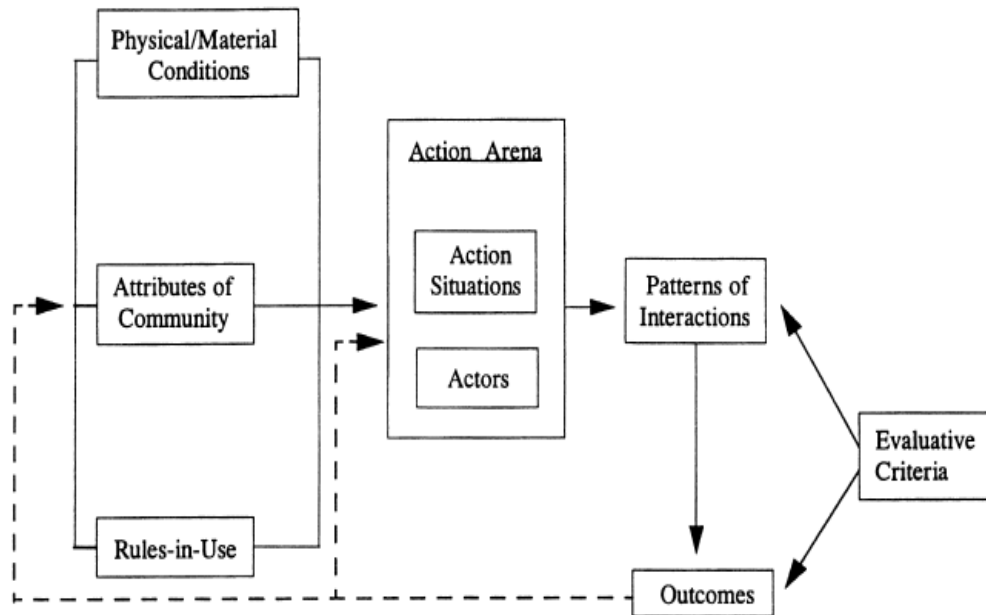 Physical/Material
Conditions
Action Arena
Action
Situations
Attributes of
Community
Patterns of
Interactions
Actors
Evaluative
Criteria
Rules-in-Use
Outcomes